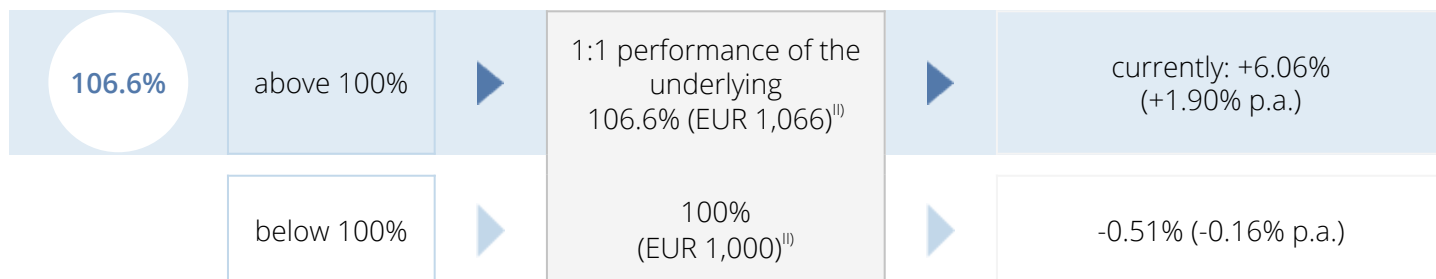 106.6%
above 100%
1:1 performance of the
underlying
106.6% (EUR 1,066)II)
currently: +6.06%
(+1.90% p.a.)
below 100%
100%
(EUR 1,000)II)
-0.51% (-0.16% p.a.)